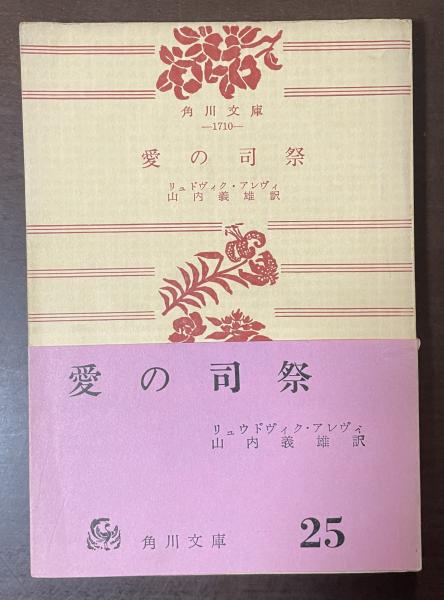 角川文庫
—1710—
愛の司祭
リュドヴィク・アレヴィ
山内義雄訳
愛の司祭
リュウドヴィク・アレヴィ
山内義雄訳
角川文庫
25